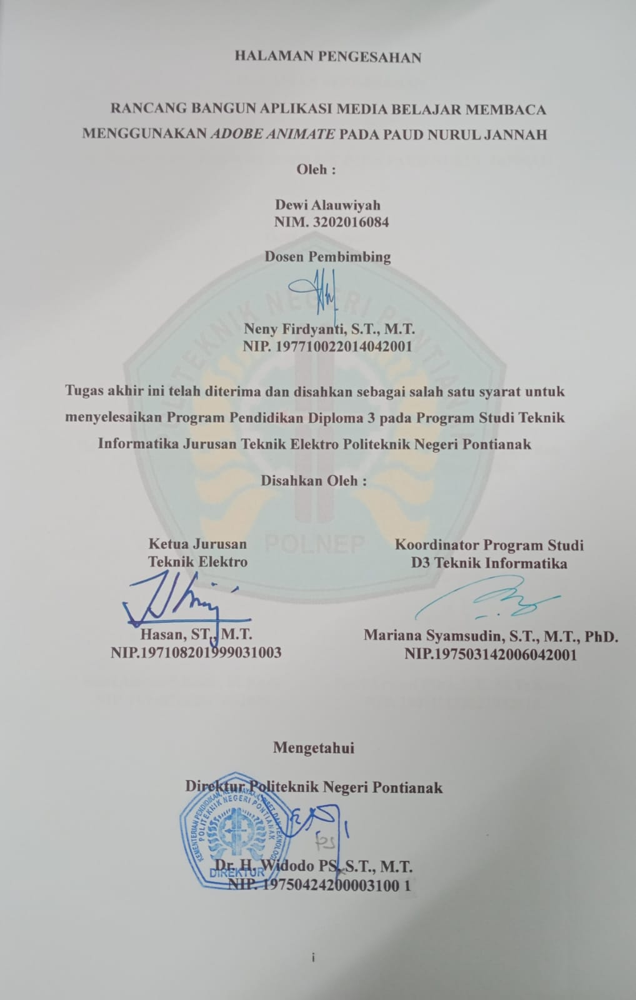 HALAMAN PENGESAHAN
RANCANG BANGUN APLIKASI MEDIA BELAJAR MEMBACA
MENGGUNAKAN ADOBE ANIMATE PADA PAUD NURUL JANNAH
Oleh :
Dewi Alauwiyah
NIM. 3202016084
Dosen Pembimbing
POLITEKNIK NEGERI PONTIANAK
Neny Firdyanti, S.T., M.T.
NIP. 197710022014042001
Tugas akhir ini telah diterima dan disahkan sebagai salah satu syarat untuk
menyelesaikan Program Pendidikan Diploma 3 pada Program Studi Teknik
Informatika Jurusan Teknik Elektro Politeknik Negeri Pontianak
Disahkan Oleh :
POLNEP
Ketua Jurusan
Teknik Elektro
Hasan, ST., M.T.
NIP.197108201999031003
Koordinator Program Studi
D3 Teknik Informatika
Mariana Syamsudin, S.T., M.T., PhD.
NIP.197503142006042001
Mengetahui
Direktur Politeknik Negeri Pontianak
KEMENTERIAN PENDIDIKAN, KEBUDAYAAN, RISET, DAN TEKNOLOGI
POLITEKNIK NEGERI PONTIANAK
DIREKTUR
Dr. H. Widodo PS, S.T., M.T.
NIP. 19750424200003100 1
i